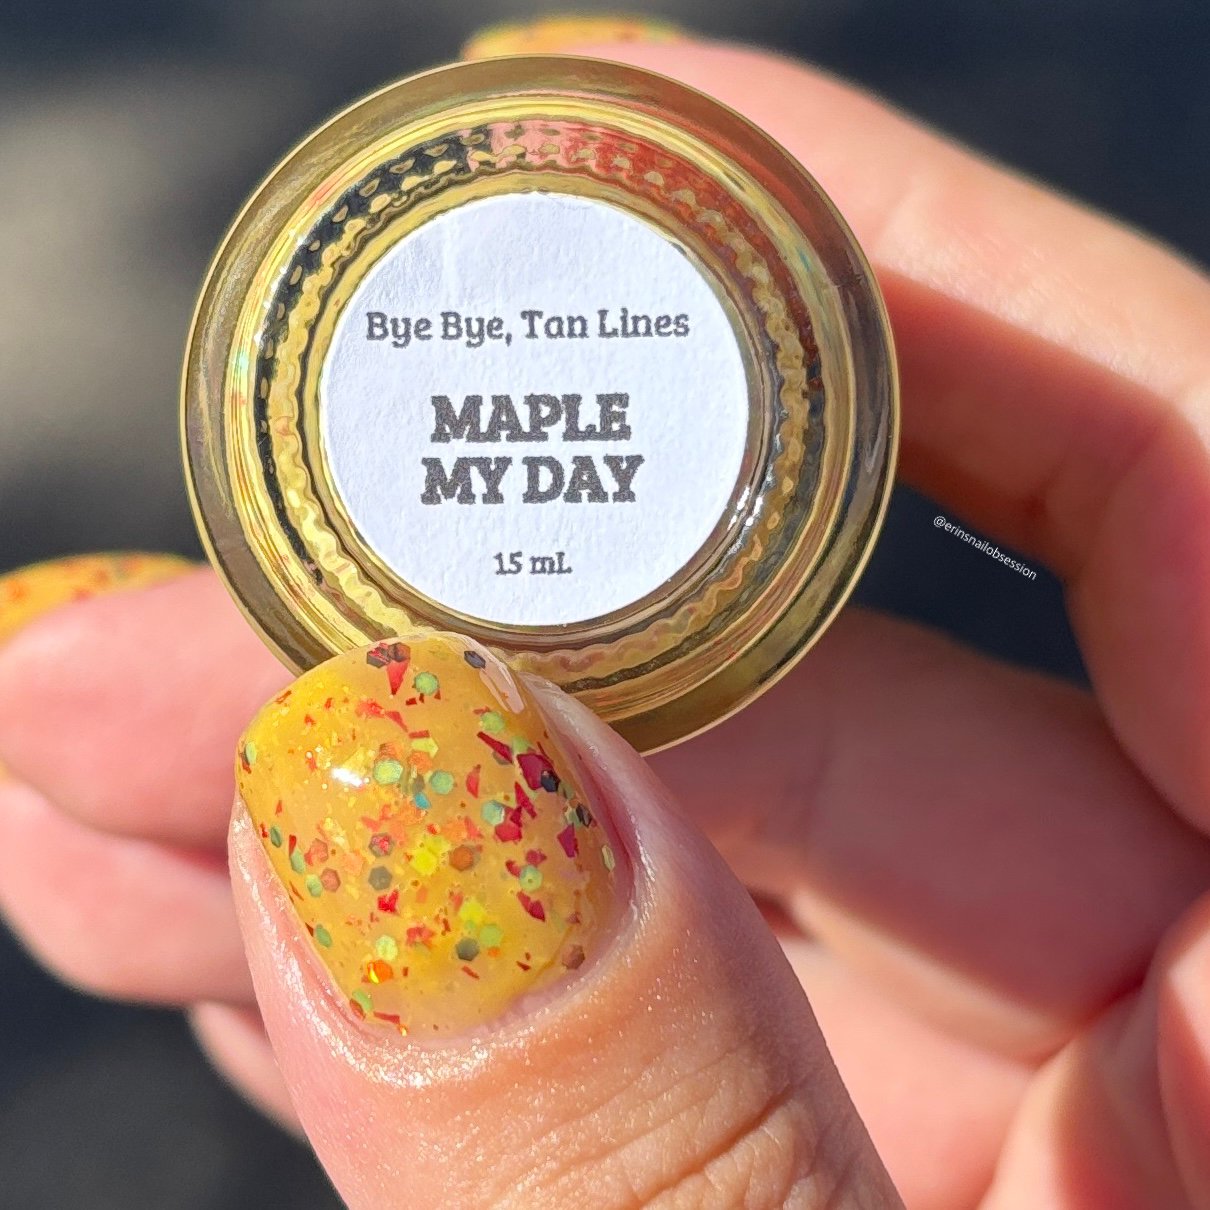 Bye Bye, Tan Lines
MAPLE
MY DAY
15 mL
@erinsnailobsession